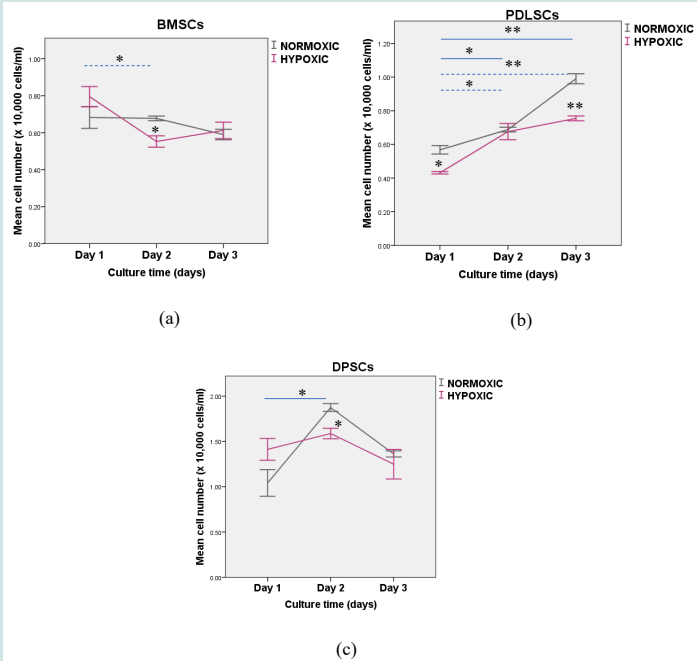 BMSCs
NORMOXIC
HYPOXIC
Mean cell number (x 10,000 cells/ml)
1.00
0.80
0.60
0.40
0.20
0.00
*
*
Day 1 Day 2 Day 3
Culture time (days)
(a)
PDLSCs
NORMOXIC
HYPOXIC
Mean cell number (x 10,000 cells/ml)
1.20
1.00
0.80
0.60
0.40
0.20
0.00
**
*
**
*
**
*
Day 1 Day 2 Day 3
Culture time (days)
(b)
DPSCs
NORMOXIC
HYPOXIC
Mean cell number (x 10,000 cells/ml)
2.00
1.50
1.00
0.50
0.00
*
*
Day 1 Day 2 Day 3
Culture time (days)
(c)